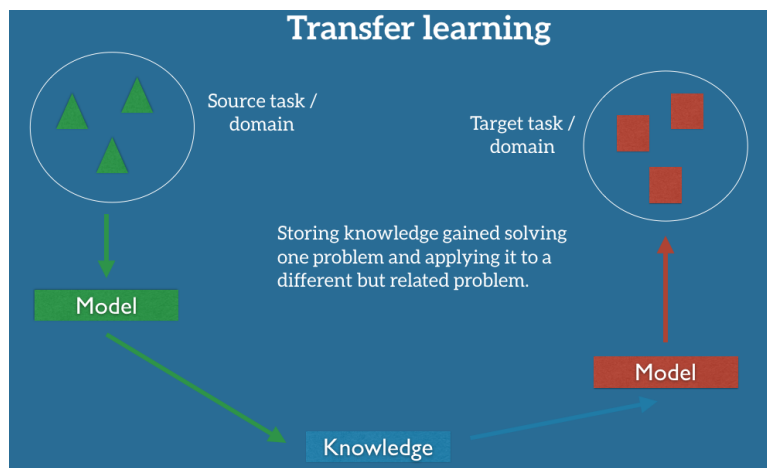 Transfer learning
Source task /
domain
Target task /
domain
Storing knowledge gained solving
one problem and applying it to a
different but related problem.
Model
Model
Knowledge